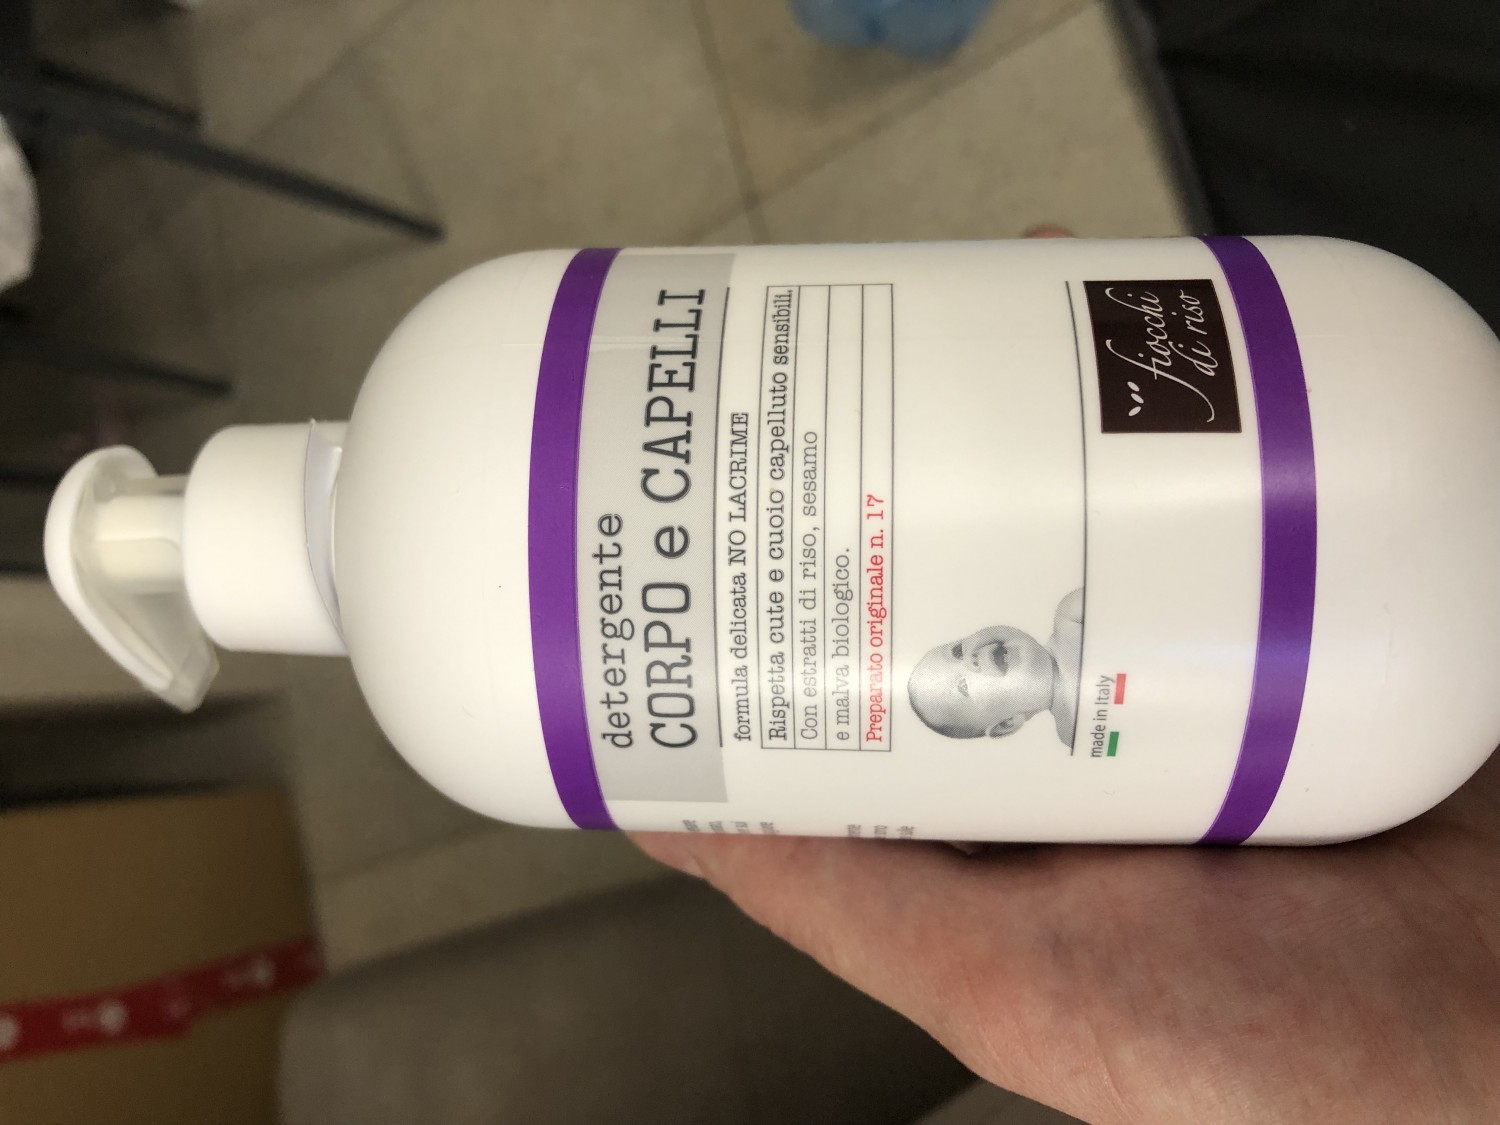 detergente
CORPO e CAPELLI
formula delicata NO LACRIME
Rispetta cute e cuoio capelluto sensibili.
Con estratti di riso, sesamo
e malva biologico.
Preparato originale n. 17
made in Italy
fiocchi
di riso